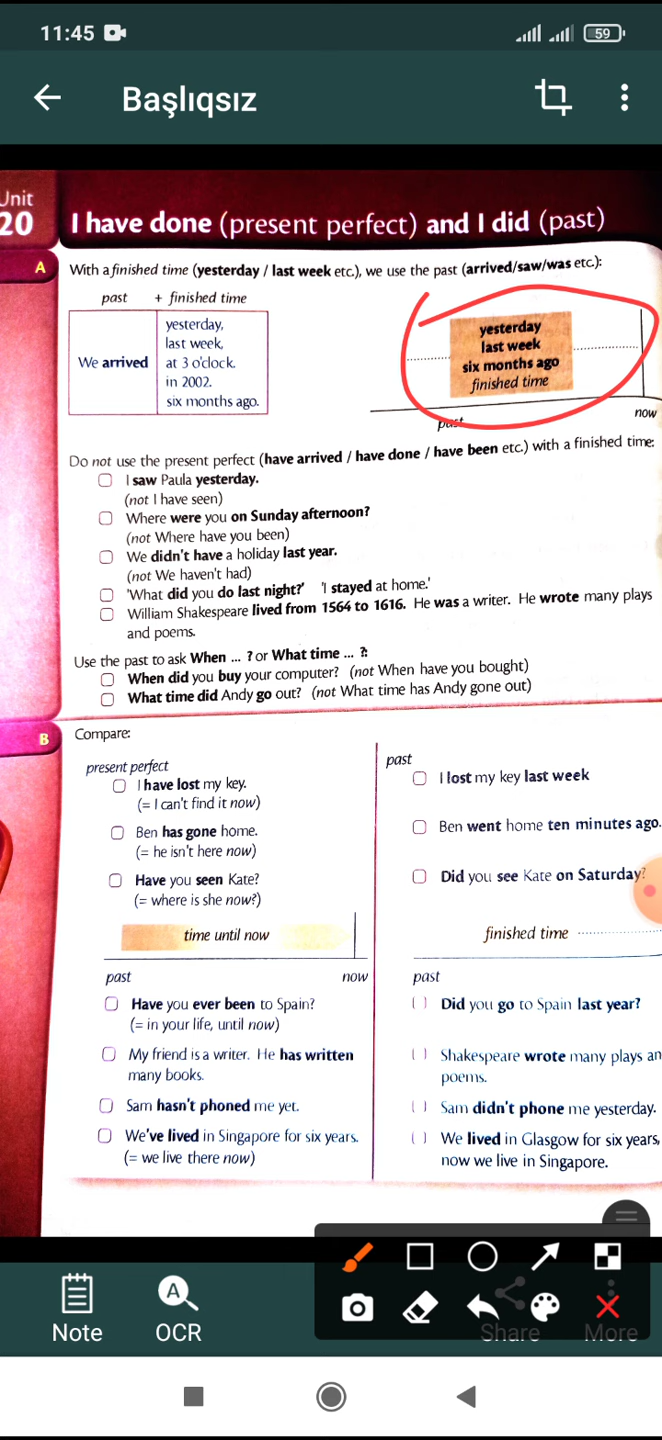 11:45
59
Başlıqsız
Unit
20
I have done (present perfect) and I did (past)
A
With a finished time (yesterday / last week etc.), we use the past (arrived/saw/was etc.):
past + finished time
We arrived
yesterday,
last week,
at 3 o'clock.
in 2002.
six months ago.
yesterday
last week
six months ago
finished time
past
now
Do not use the present perfect (have arrived / have done / have been etc.) with a finished time:
I saw Paula yesterday.
(not I have seen)
Where were you on Sunday afternoon?
(not Where have you been)
We didn't have a holiday last year.
(not We haven't had)
'What did you do last night?' 'I stayed at home.'
William Shakespeare lived from 1564 to 1616. He was a writer. He wrote many plays
and poems.
Use the past to ask When ... ? or What time ... ?:
When did you buy your computer? (not When have you bought)
What time did Andy go out? (not What time has Andy gone out)
B
Compare:
present perfect
I have lost my key.
(= I can't find it now)
Ben has gone home.
(= he isn't here now)
Have you seen Kate?
(= where is she now?)
time until now
past
now
Have you ever been to Spain?
(= in your life, until now)
My friend is a writer. He has written
many books.
Sam hasn't phoned me yet.
We've lived in Singapore for six years.
(= we live there now)
past
I lost my key last week
Ben went home ten minutes ago.
Did you see Kate on Saturday?
finished time
past
Did you go to Spain last year?
Shakespeare wrote many plays an
poems.
Sam didn't phone me yesterday.
We lived in Glasgow for six years,
now we live in Singapore.
Note
A
OCR
Share
More